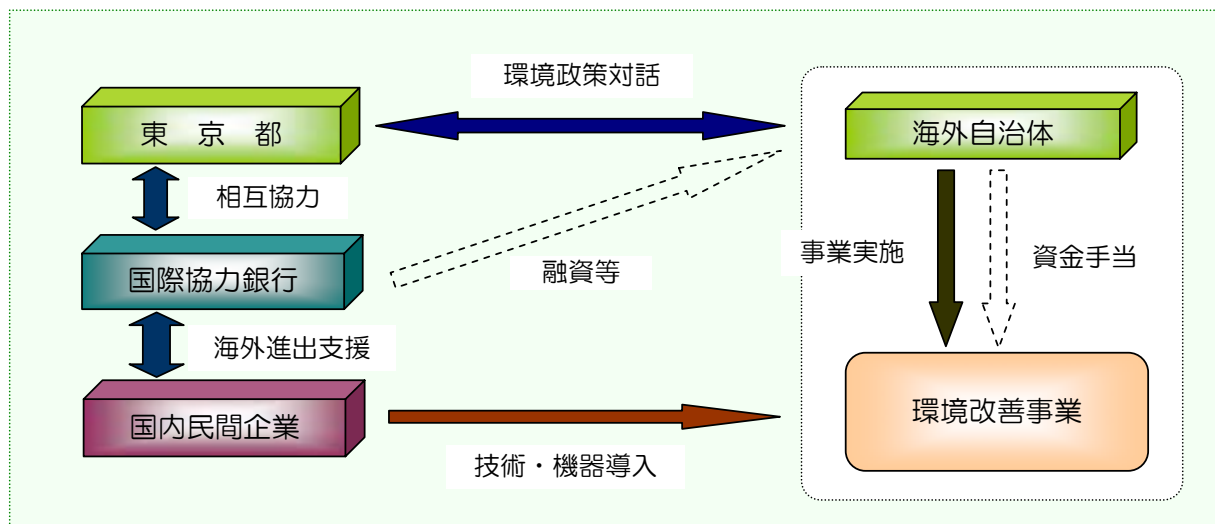 環境政策対話
東 京 都
海外自治体
相互協力
国際協力銀行
融資等
事業実施
資金手当
海外進出支援
国内民間企業
環境改善事業
技術・機器導入